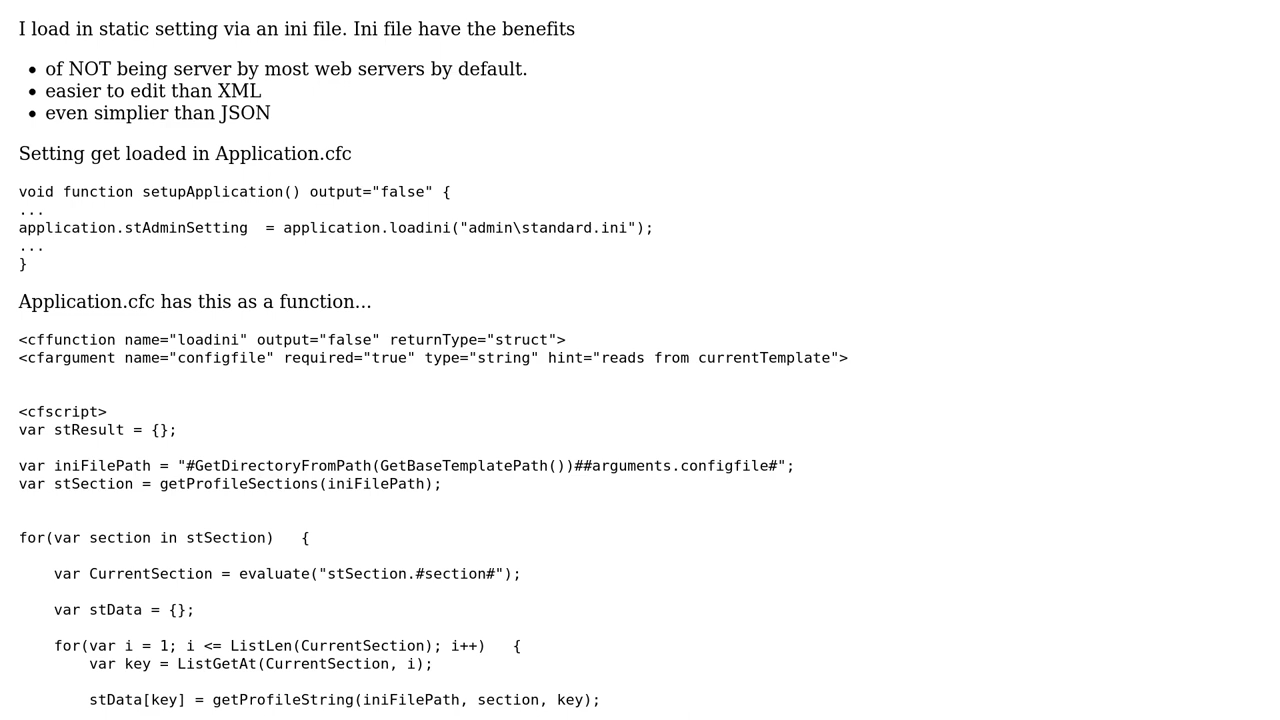 I load in static setting via an ini file. Ini file have the benefits
• of NOT being server by most web servers by default.
• easier to edit than XML
• even simplier than JSON
Setting get loaded in Application.cfc
void function setupApplication() output="false" {
...
application.stAdminSetting  = application.loadini("admin\standard.ini");
...
}
Application.cfc has this as a function...
<cffunction name="loadini" output="false" returnType="struct">
<cfargument name="configfile" required="true" type="string" hint="reads from currentTemplate">
<cfscript>
var stResult = {};
var iniFilePath = "#GetDirectoryFromPath(GetBaseTemplatePath())##arguments.configfile#";
var stSection = getProfileSections(iniFilePath);
for(var section in stSection)   {
    var CurrentSection = evaluate("stSection.#section#");
    var stData = {};
    for(var i = 1; i <= ListLen(CurrentSection); i++)   {
        var key = ListGetAt(CurrentSection, i);
        stData[key] = getProfileString(iniFilePath, section, key);